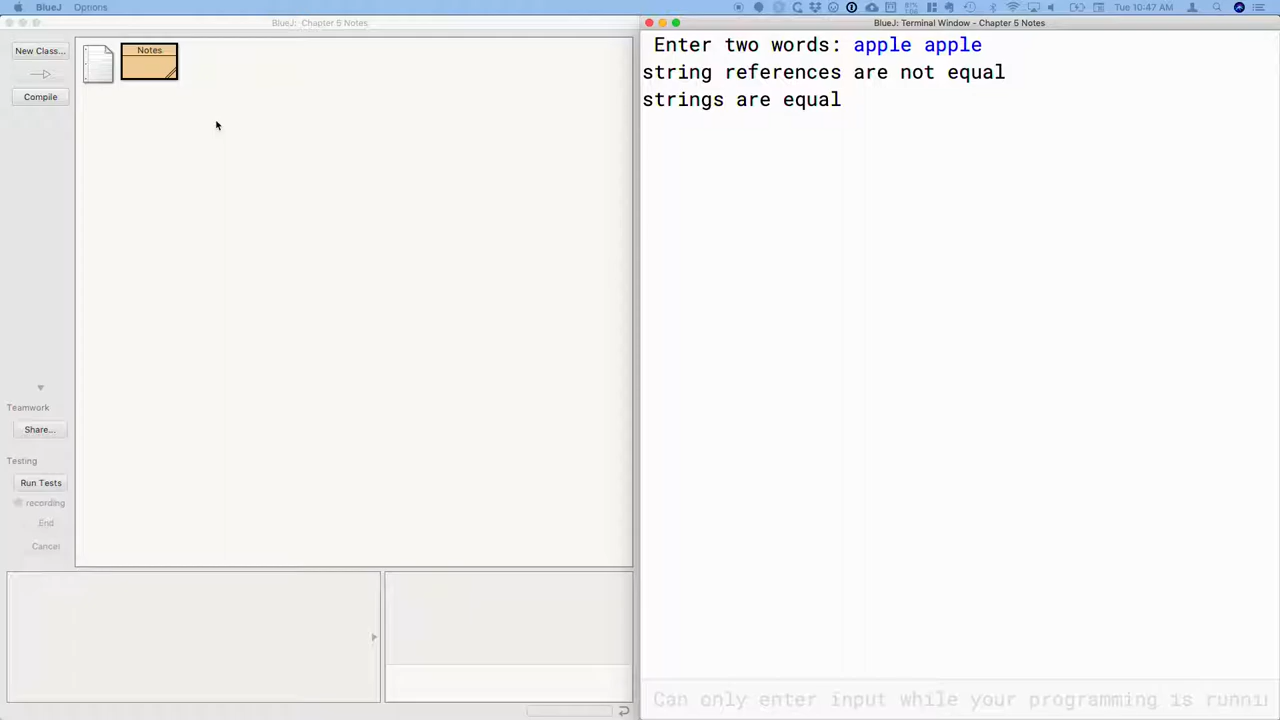 BlueJ Options
Tue 10:47 AM
BlueJ: Chapter 5 Notes
New Class...
Compile
Notes
Teamwork
Share...
Testing
Run Tests
recording
End
Cancel
BlueJ: Terminal Window - Chapter 5 Notes
Enter two words: apple apple
string references are not equal
strings are equal
Can only enter input while your programming is runnin